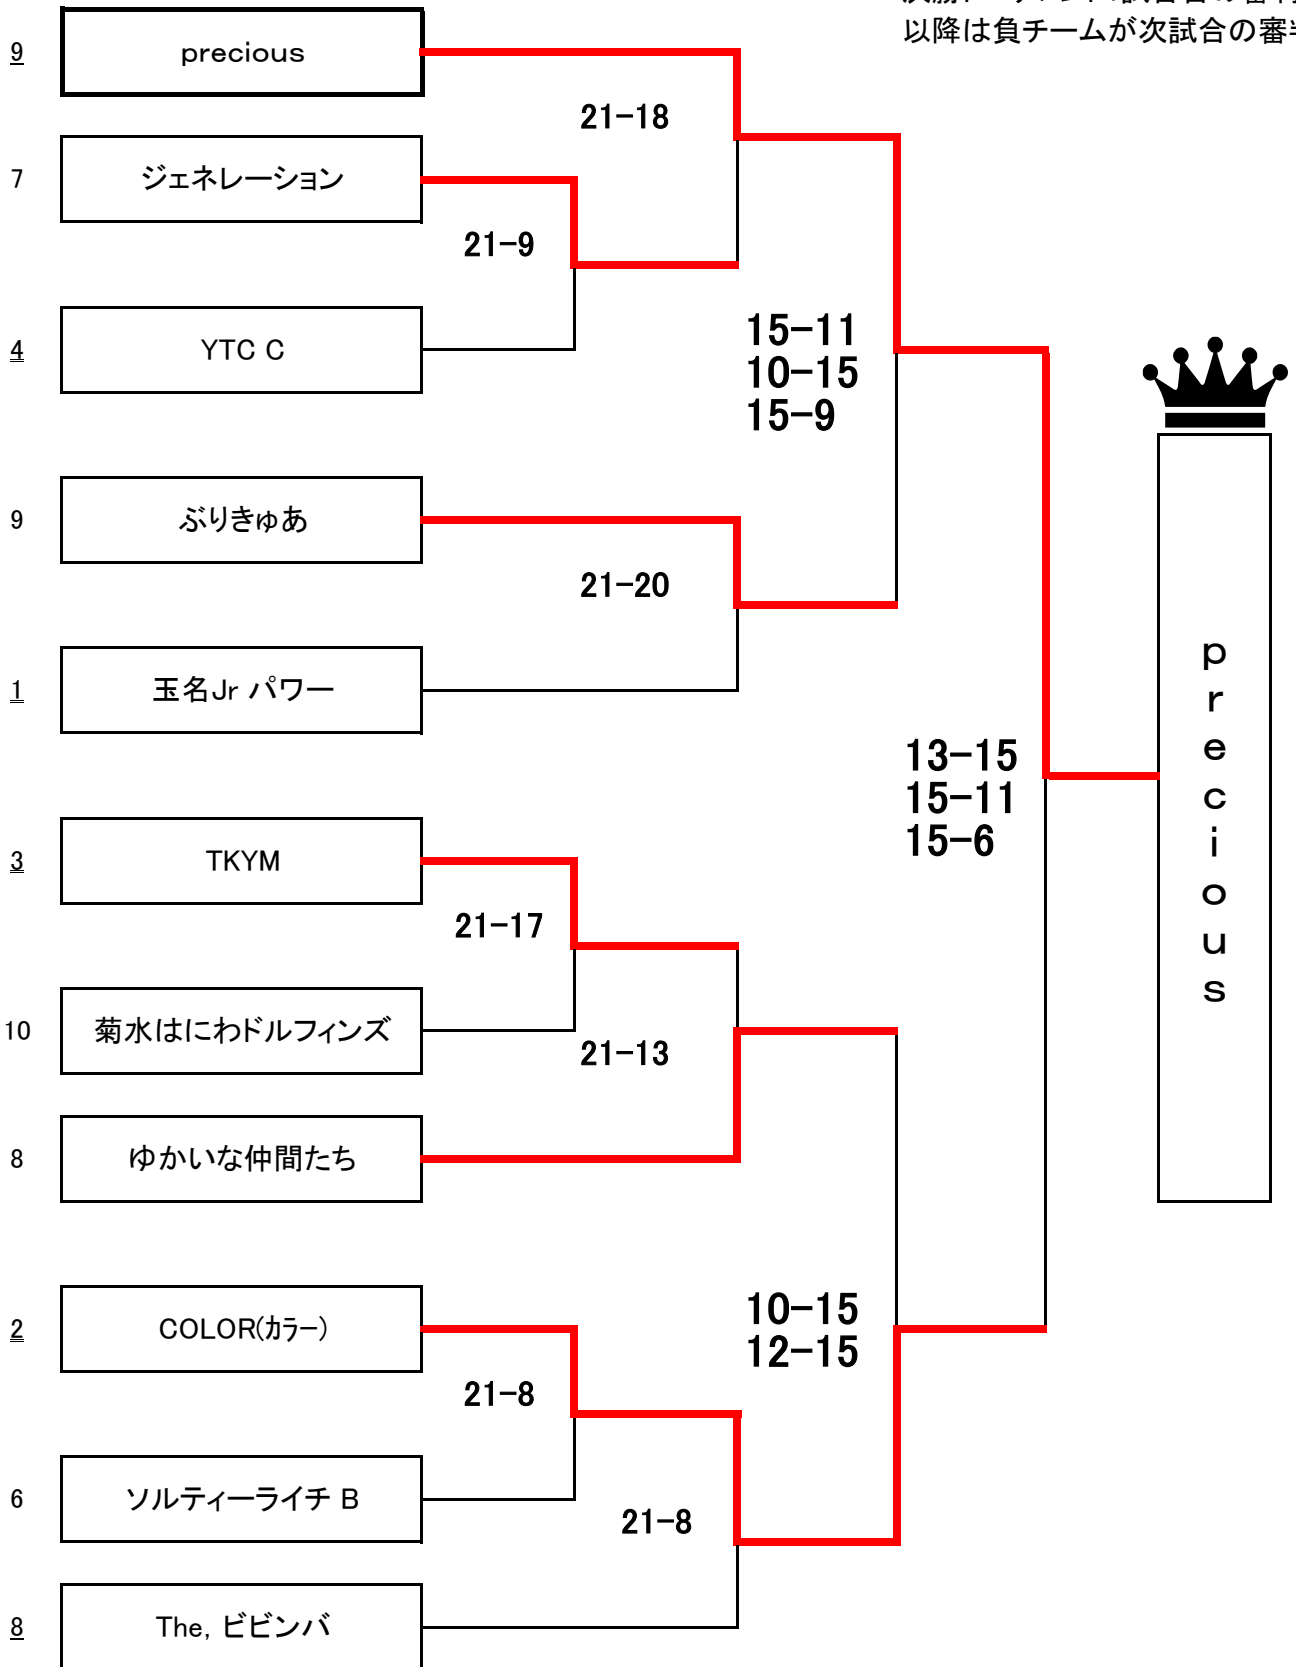 以降は負チームが次試合の審
9 precious
21-18
7 ジェネレーション
21-9
4 YTC C
15-11
10-15
15-9
9 ぷりきゅあ
21-20
1 玉名Jr パワー
13-15
15-11
15-6
precious
3 TKYM
21-17
10 菊水はにわドルフィンズ
21-13
8 ゆかいな仲間たち
2 COLOR(カラー)
10-15
12-15
21-8
6 ソルティーライチ B
21-8
8 The, ビビンバ